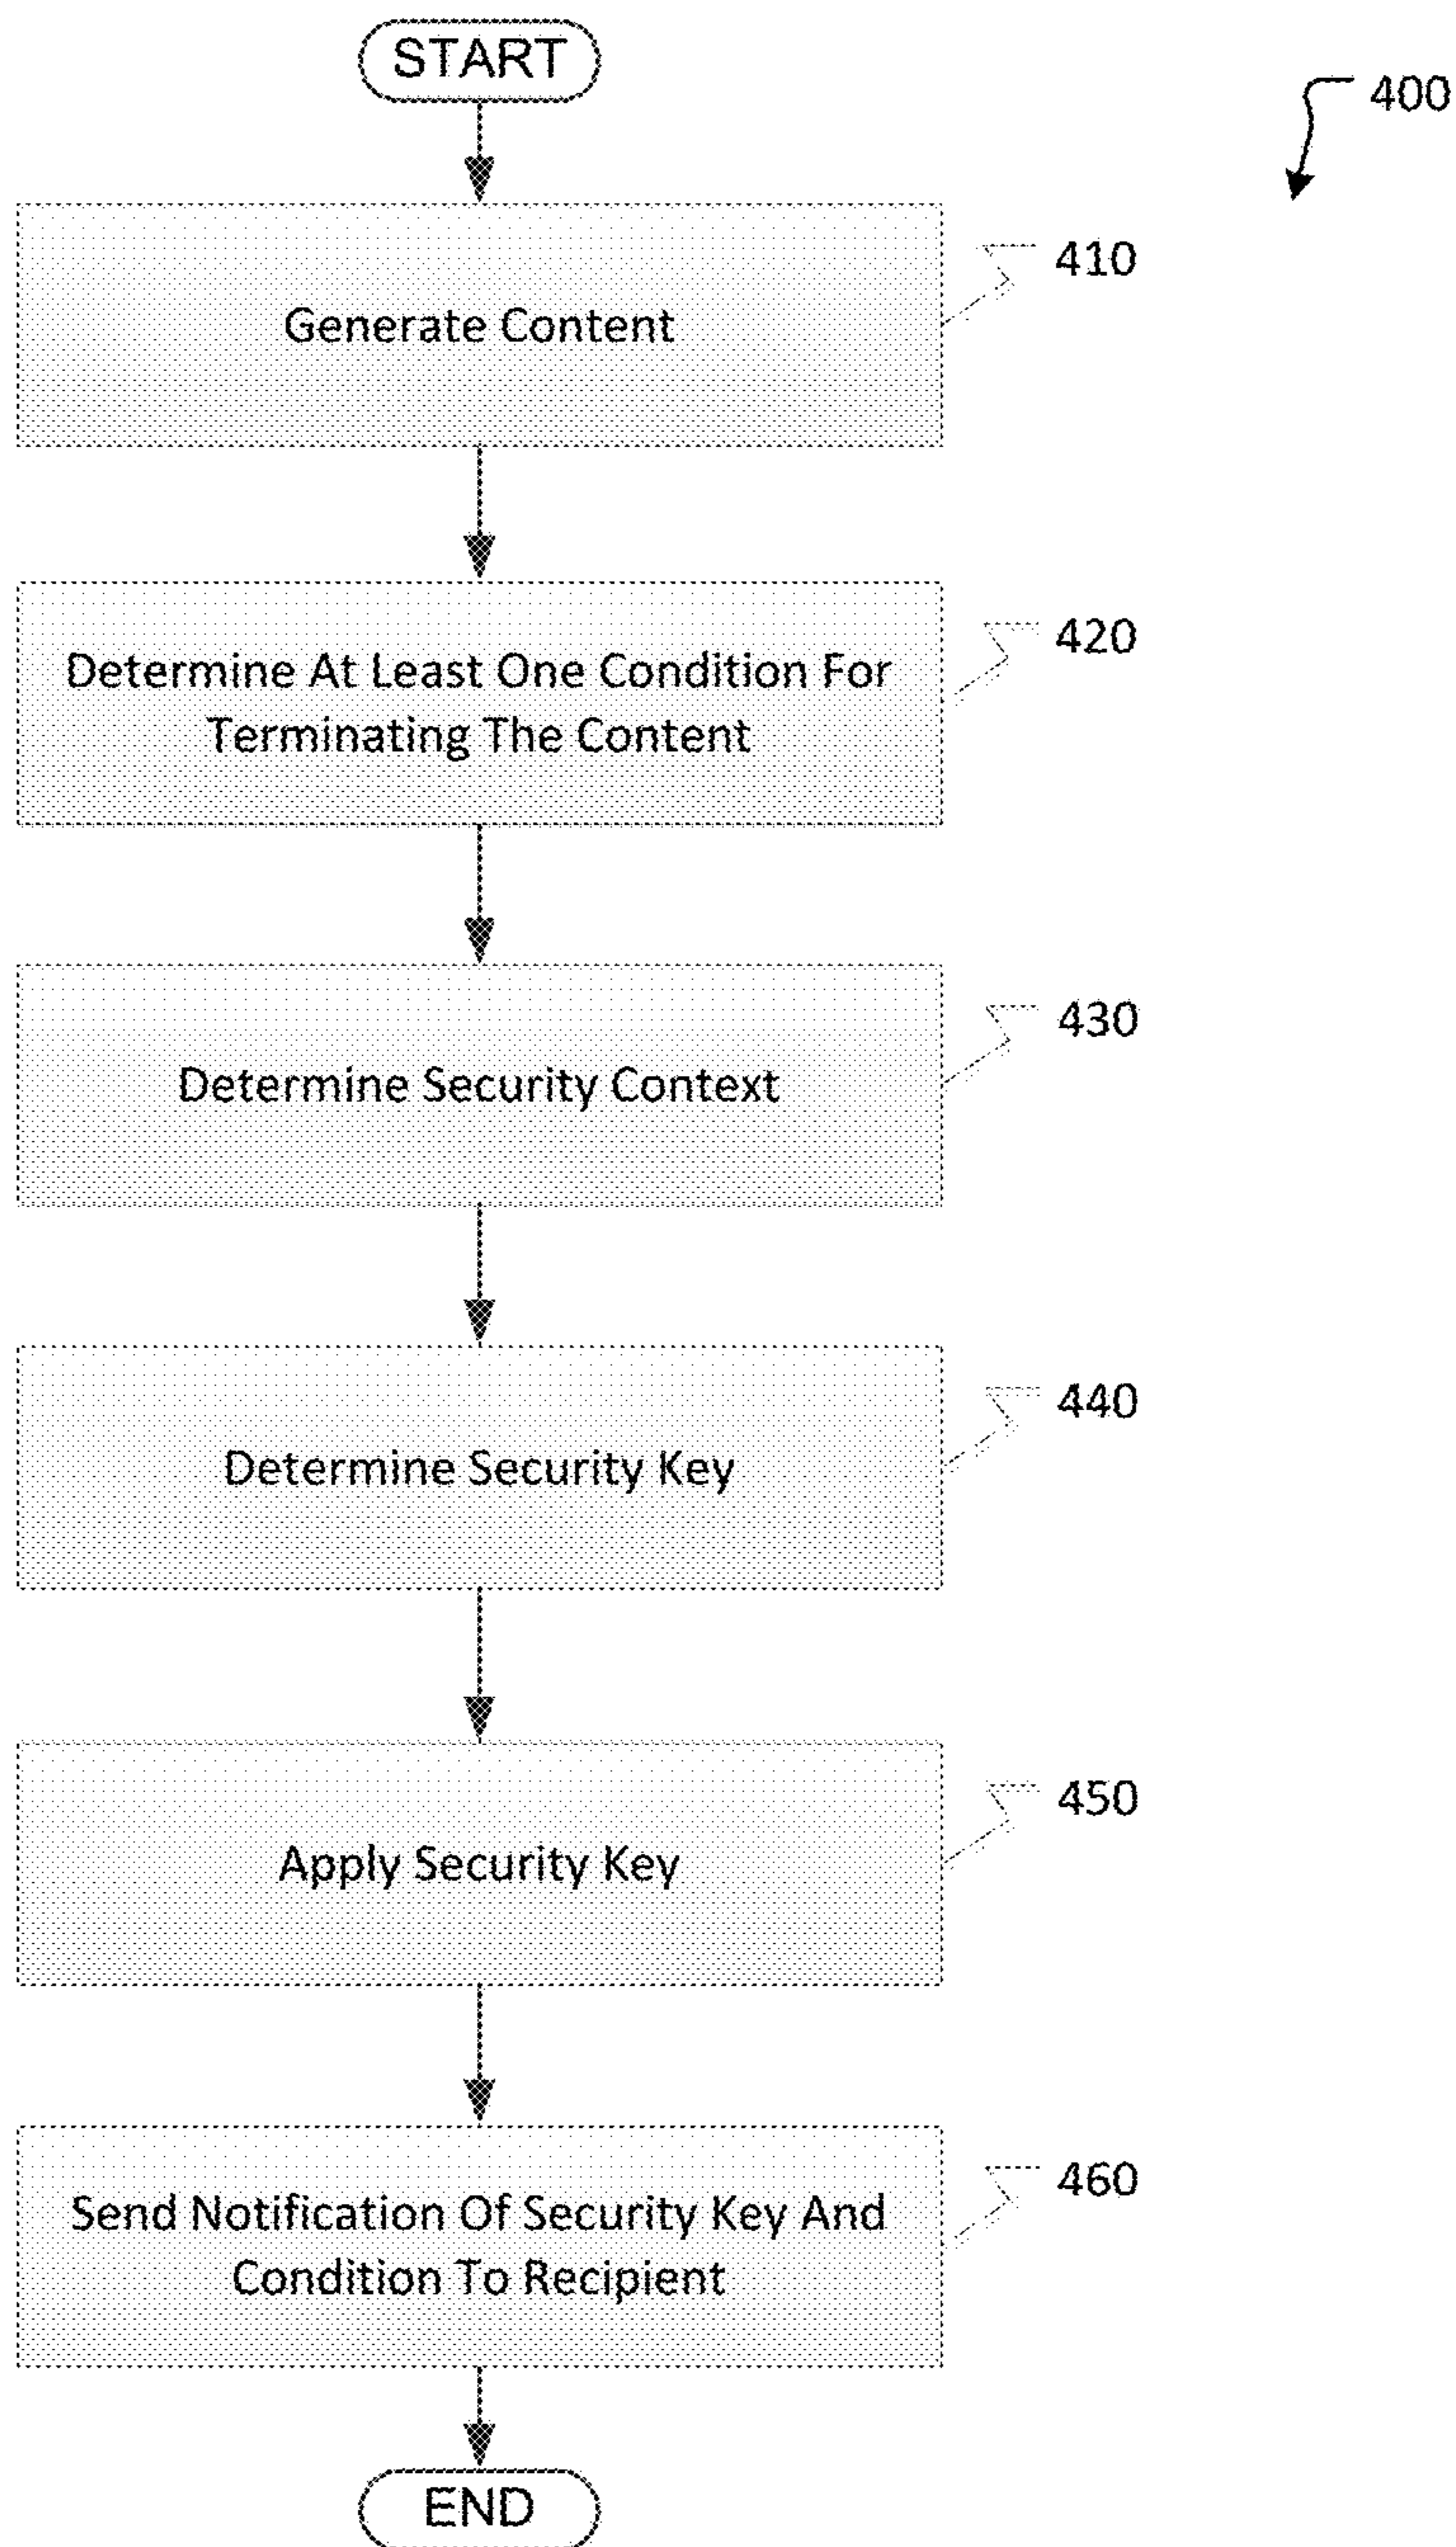 START
400
410
Generate Content
420
Determine At Least One Condition For
Terminating The Content
430
Determine Security Context
440
Determine Security Key
450
Apply Security Key
460
Send Notification Of Security Key And
Condition To Recipient
END